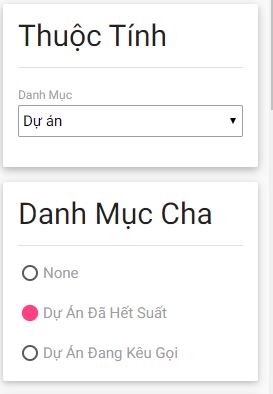 Thuộc Tính
Danh Mục
Dự án
Danh Mục Cha
None
Dự Án Đã Hết Suất
Dự Án Đang Kêu Gọi